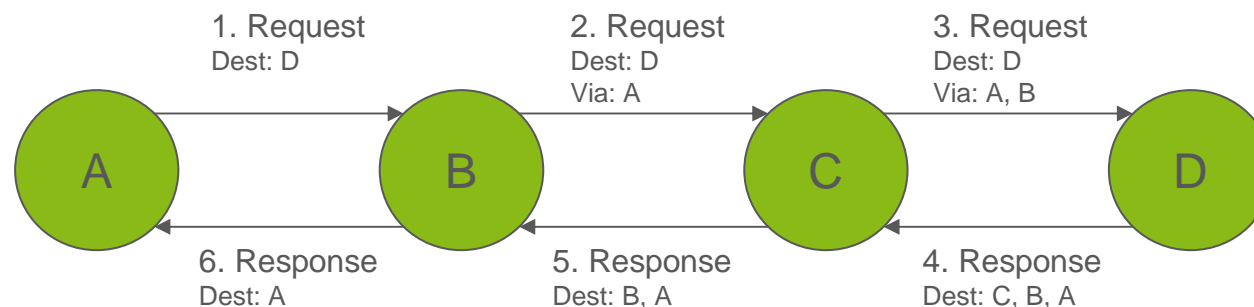 1. Request
Dest: D
2. Request
Dest: D
Via: A
3. Request
Dest: D
Via: A, B
A
B
C
D
6. Response
Dest: A
5. Response
Dest: B, A
4. Response
Dest: C, B, A